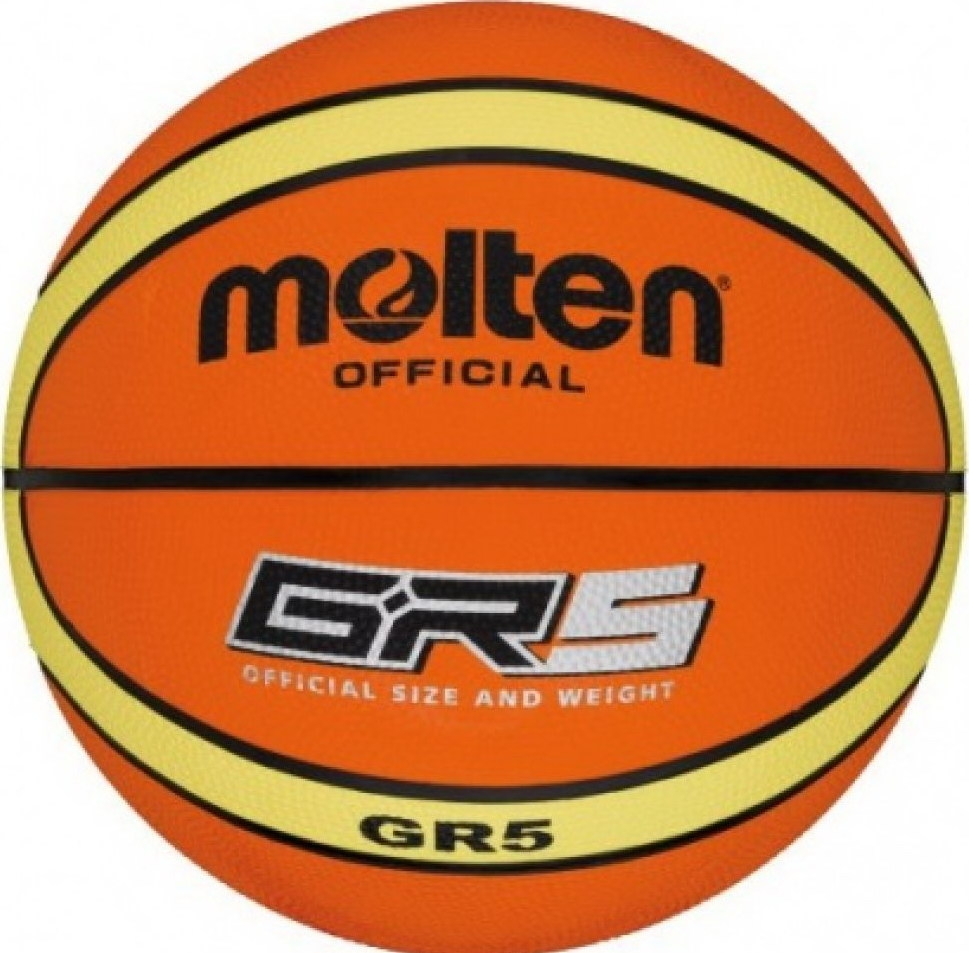 molten®
OFFICIAL
GR5
OFFICIAL SIZE AND WEIGHT
GR5